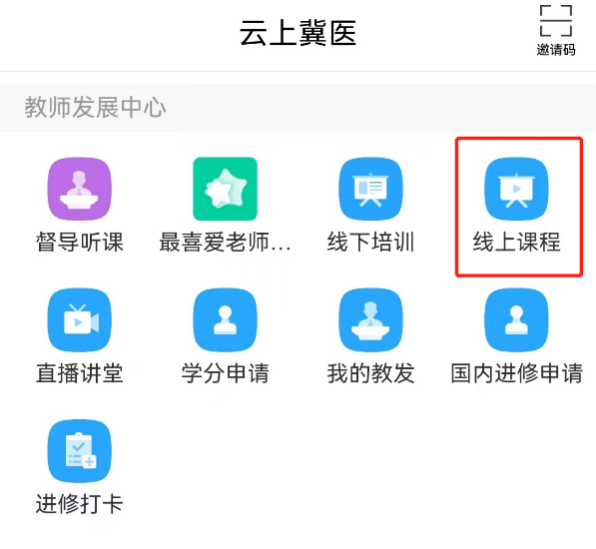 云上冀医
邀请码
教师发展中心
督导听课 最喜爱老师... 线下培训 线上课程
直播讲堂 学分申请 我的教发 国内进修申请
进修打卡